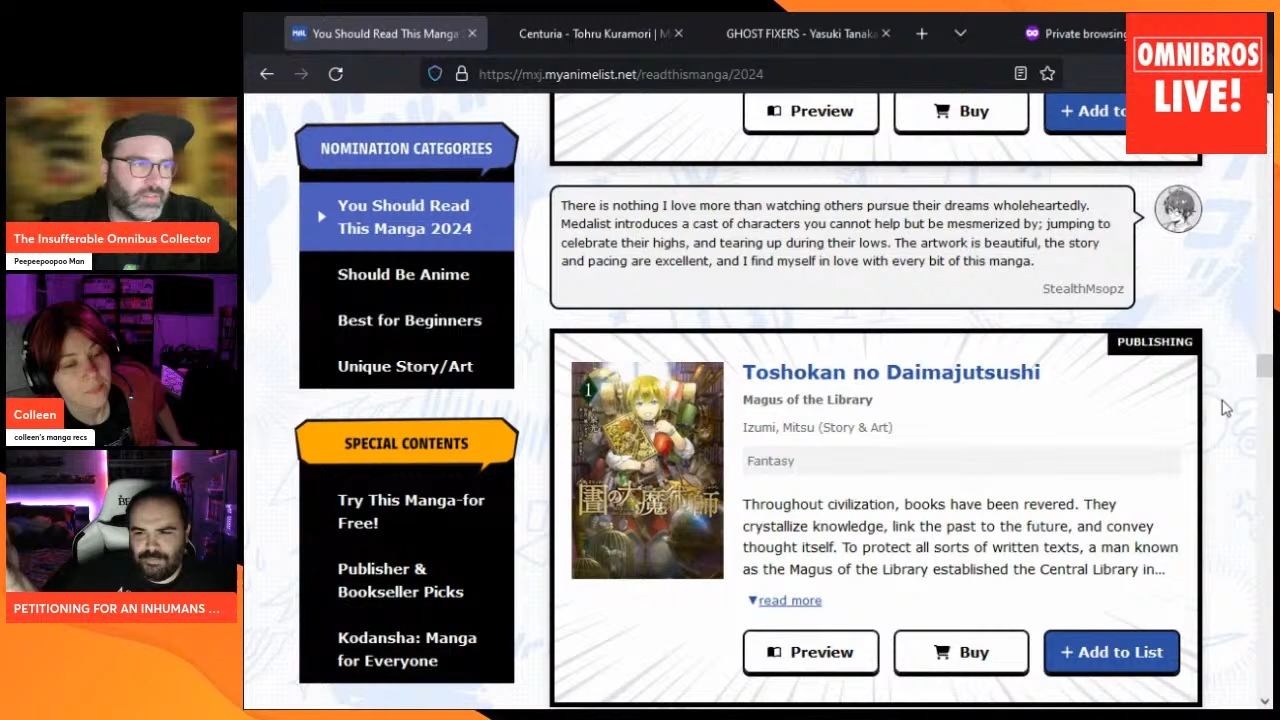 You Should Read This Manga
Centuria - Tohru Kuramori | M
GHOST FIXERS - Yasuki Tanaka
Private browsing
https://mxj.myanimelist.net/readthismanga/2024
OMNIBROS
LIVE!
The Insufferable Omnibus Collector
Peepeepoopoo Man
Colleen
colleen's manga recs
PETITIONING FOR AN INHUMANS ...
NOMINATION CATEGORIES
You Should Read
This Manga 2024
Should Be Anime
Best for Beginners
Unique Story/Art
SPECIAL CONTENTS
Try This Manga-for
Free!
Publisher &
Bookseller Picks
Kodansha: Manga
for Everyone
Preview
Buy
+ Add to
There is nothing I love more than watching others pursue their dreams wholeheartedly.
Medalist introduces a cast of characters you cannot help but be mesmerized by; jumping to
celebrate their highs, and tearing up during their lows. The artwork is beautiful, the story
and pacing are excellent, and I find myself in love with every bit of this manga.
StealthMsopz
PUBLISHING
1
圕の大魔術師
Toshokan no Daimajutsushi
Magus of the Library
Izumi, Mitsu (Story & Art)
Fantasy
Throughout civilization, books have been revered. They
crystallize knowledge, link the past to the future, and convey
thought itself. To protect all sorts of written texts, a man known
as the Magus of the Library established the Central Library in...
▼read more
Preview
Buy
+ Add to List